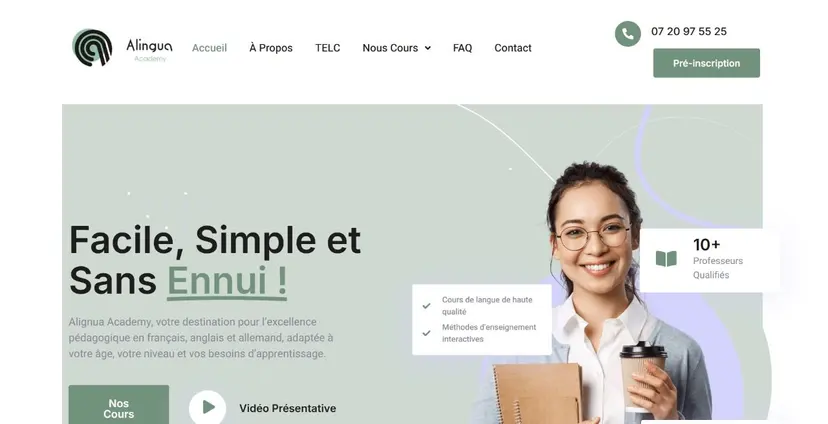 Alingua
Academy
Accueil
À Propos
TELC
Nous Cours
FAQ
Contact
07 20 97 55 25
Pré-inscription
Facile, Simple et
Sans Ennui !
Alignua Academy, votre destination pour l'excellence
pédagogique en français, anglais et allemand, adaptée à
votre âge, votre niveau et vos besoins d'apprentissage.
Nos
Cours
Vidéo Présentative
Cours de langue de haute
qualité
Méthodes d'enseignement
interactives
10+
Professeurs
Qualifiés